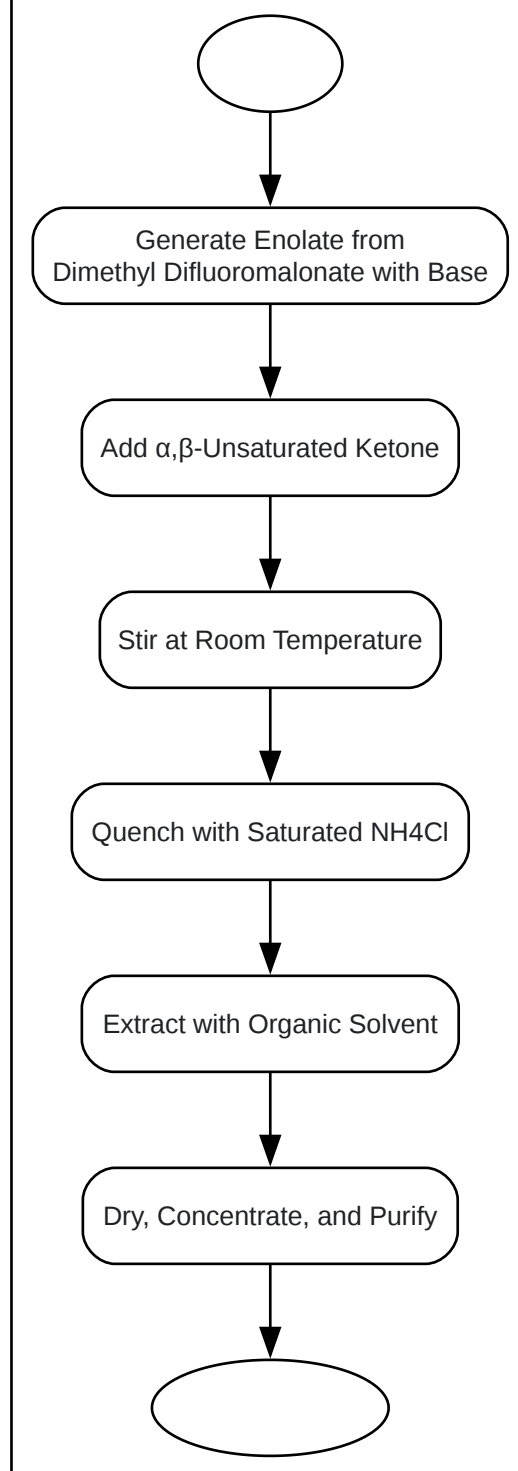 Generate Enolate from
Dimethyl Difluoromalonate with Base
Add α,β-Unsaturated Ketone
Stir at Room Temperature
Quench with Saturated NH4Cl
Extract with Organic Solvent
Dry, Concentrate, and Purify